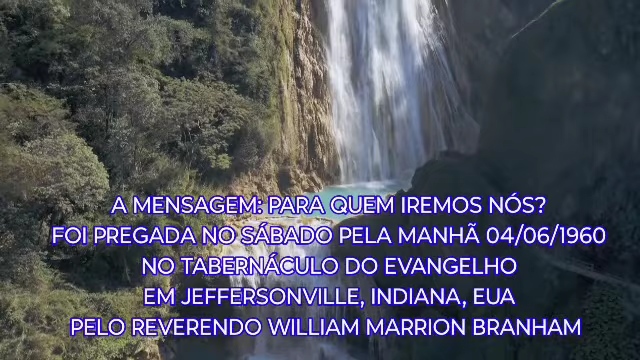 A MENSAGEM: PARA QUEM IREMOS NÓS?
FOI PREGADA NO SÁBADO PELA MANHÃ 04/06/1960
NO TABERNÁCULO DO EVANGELHO
EM JEFFERSONVILLE, INDIANA, EUA
PELO REVERENDO WILLIAM MARRION BRANHAM